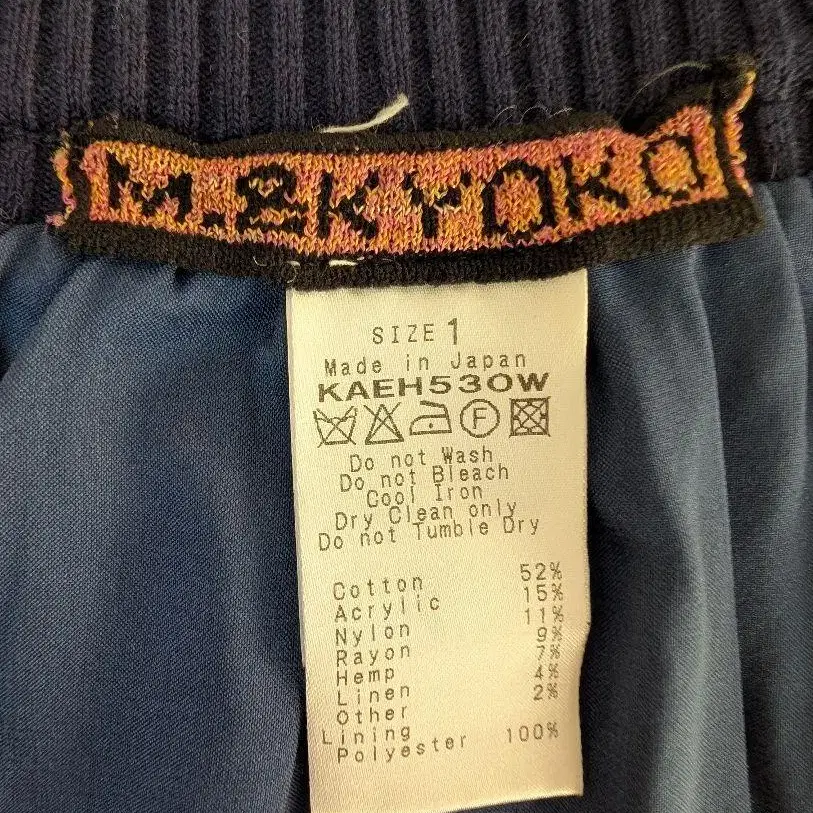 M.&KYOKO
SIZE 1
Made in Japan
KAEH530W
F
Do not Wash
Do not Bleach
Cool Iron
Dry Clean only
Do not Tumble Dry
Cotton 52%
Acrylic 15%
Nylon 11%
Rayon 9%
Hemp 7%
Linen 4%
Other 2%
Lining
Polyester 100%